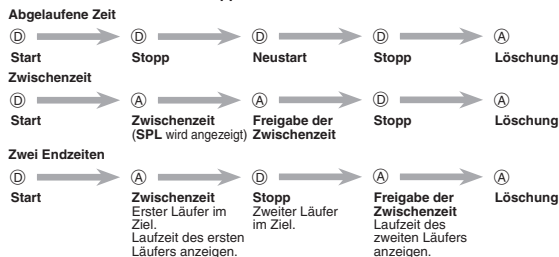 Abgelaufene Zeit
D D D D A
Start Stopp Neustart Stopp Löschung
Zwischenzeit
D A A D A
Start Zwischenzeit Freigabe der Stopp Löschung
(SPL wird angezeigt) Zwischenzeit
Zwei Endzeiten
D A D A A
Start Zwischenzeit Stopp Freigabe der Löschung
Erster Läufer im Zweiter Läufer Zwischenzeit
Ziel. im Ziel. Laufzeit des
Laufzeit des ersten zweiten Läufers
Läufers anzeigen. anzeigen.